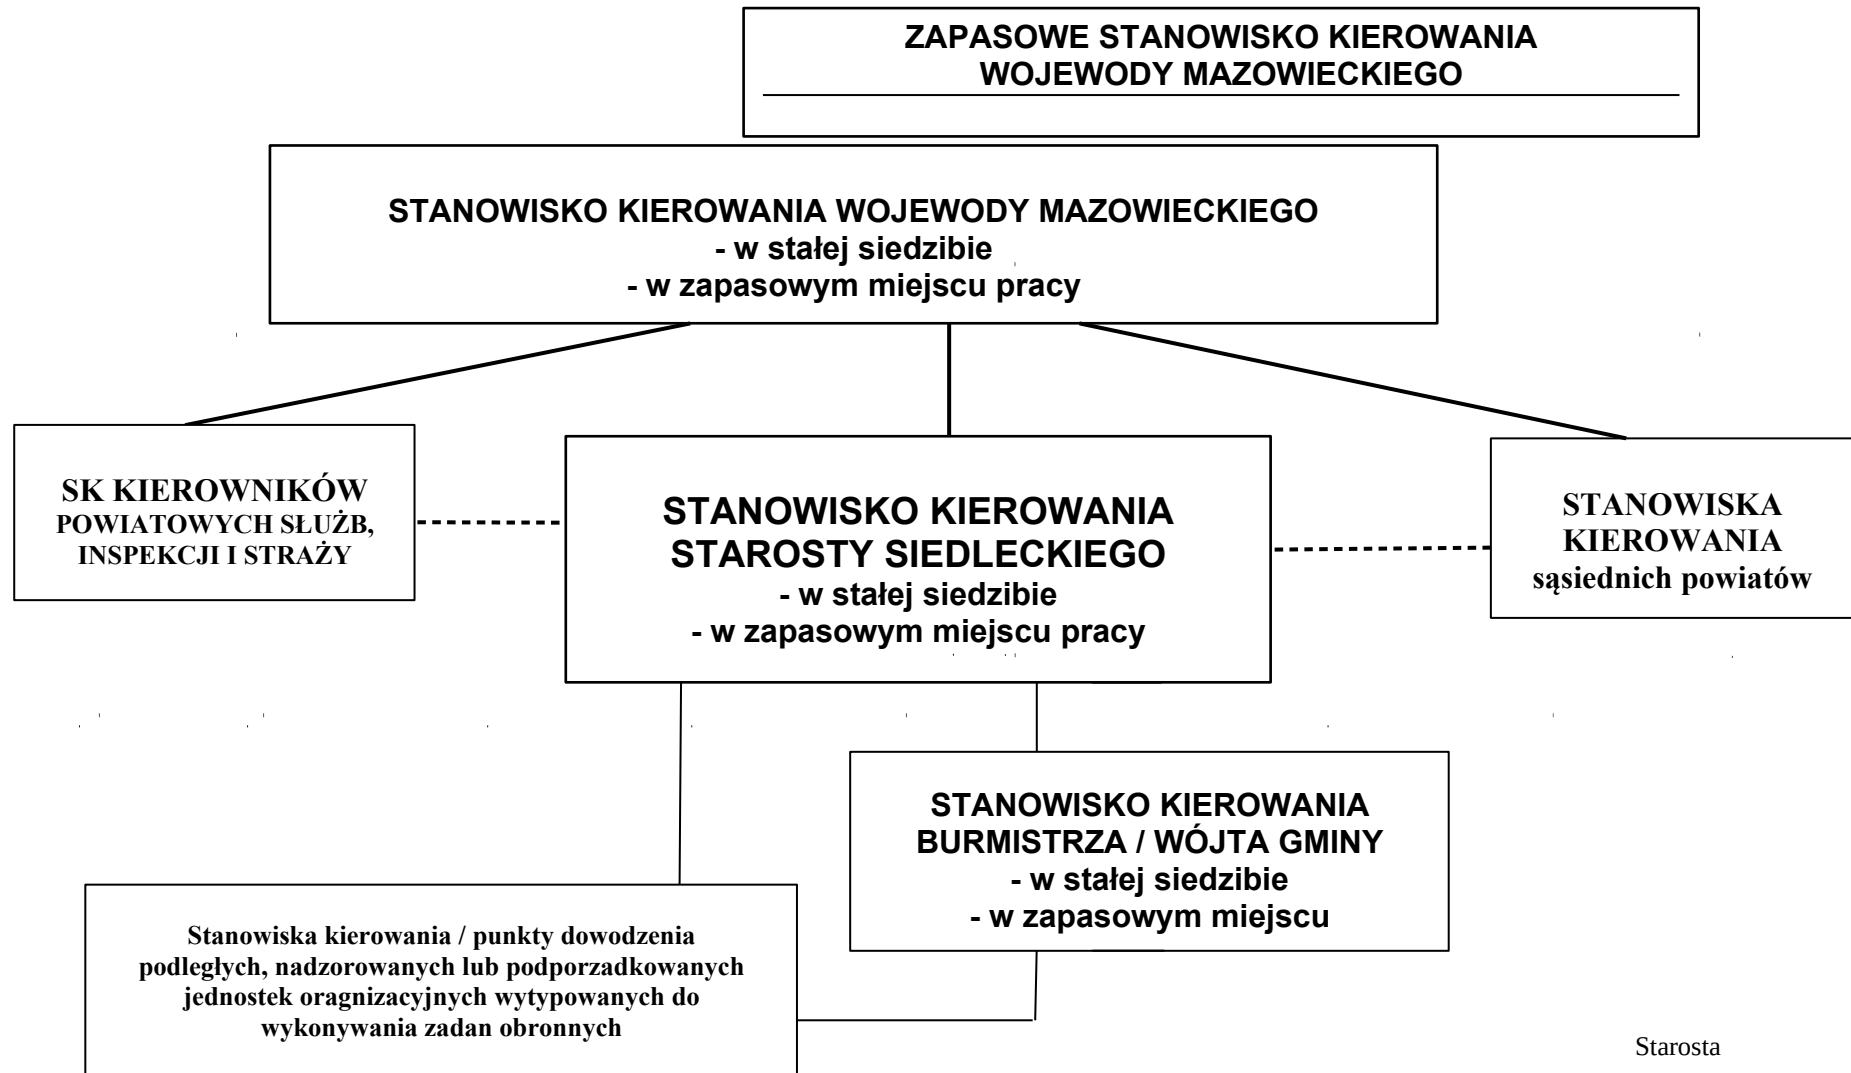 ZAPASOWE STANOWISKO KIEROWANIA
WOJEWODY MAZOWIECKIEGO
STANOWISKO KIEROWANIA WOJEWODY MAZOWIECKIEGO
- w stałej siedzibie
- w zapasowym miejscu pracy
SK KIEROWNIKÓW
POWIATOWYCH SŁUŻB,
INSPEKCJI I STRAŻY
STANOWISKO KIEROWANIA
STAROSTY SIEDLECKIEGO
- w stałej siedzibie
- w zapasowym miejscu pracy
STANOWISKA
KIEROWANIA
sąsiednich powiatów
STANOWISKO KIEROWANIA
BURMISTRZA / WÓJTA GMINY
- w stałej siedzibie
- w zapasowym miejscu
Stanowiska kierowania / punkty dowodzenia
podległych, nadzorowanych lub podporzadkowanych
jednostek oragnizacyjnych wytypowanych do
wykonywania zadan obronnych
Starosta